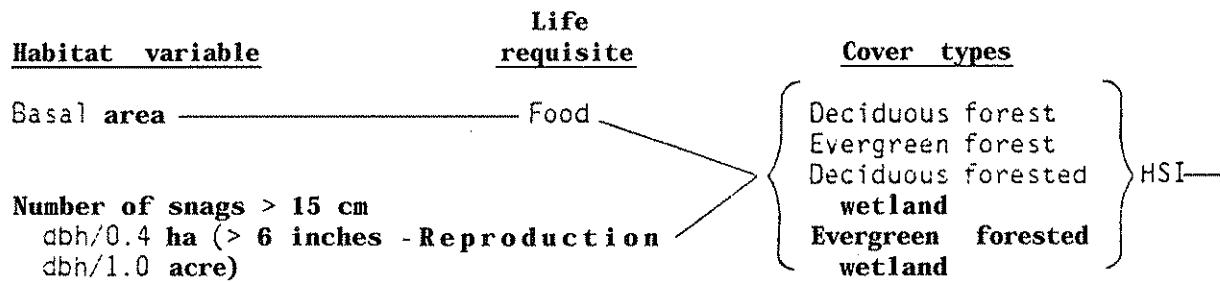 Life
Habitat variable requisite Cover types
Basal area Food Deciduous forest
Evergreen forest
Deciduous forested HSI
Number of snags > 15 cm wetland
dbh/0.4 ha (> 6 inches - Reproduction Evergreen forested
dbh/1.0 acre) wetland